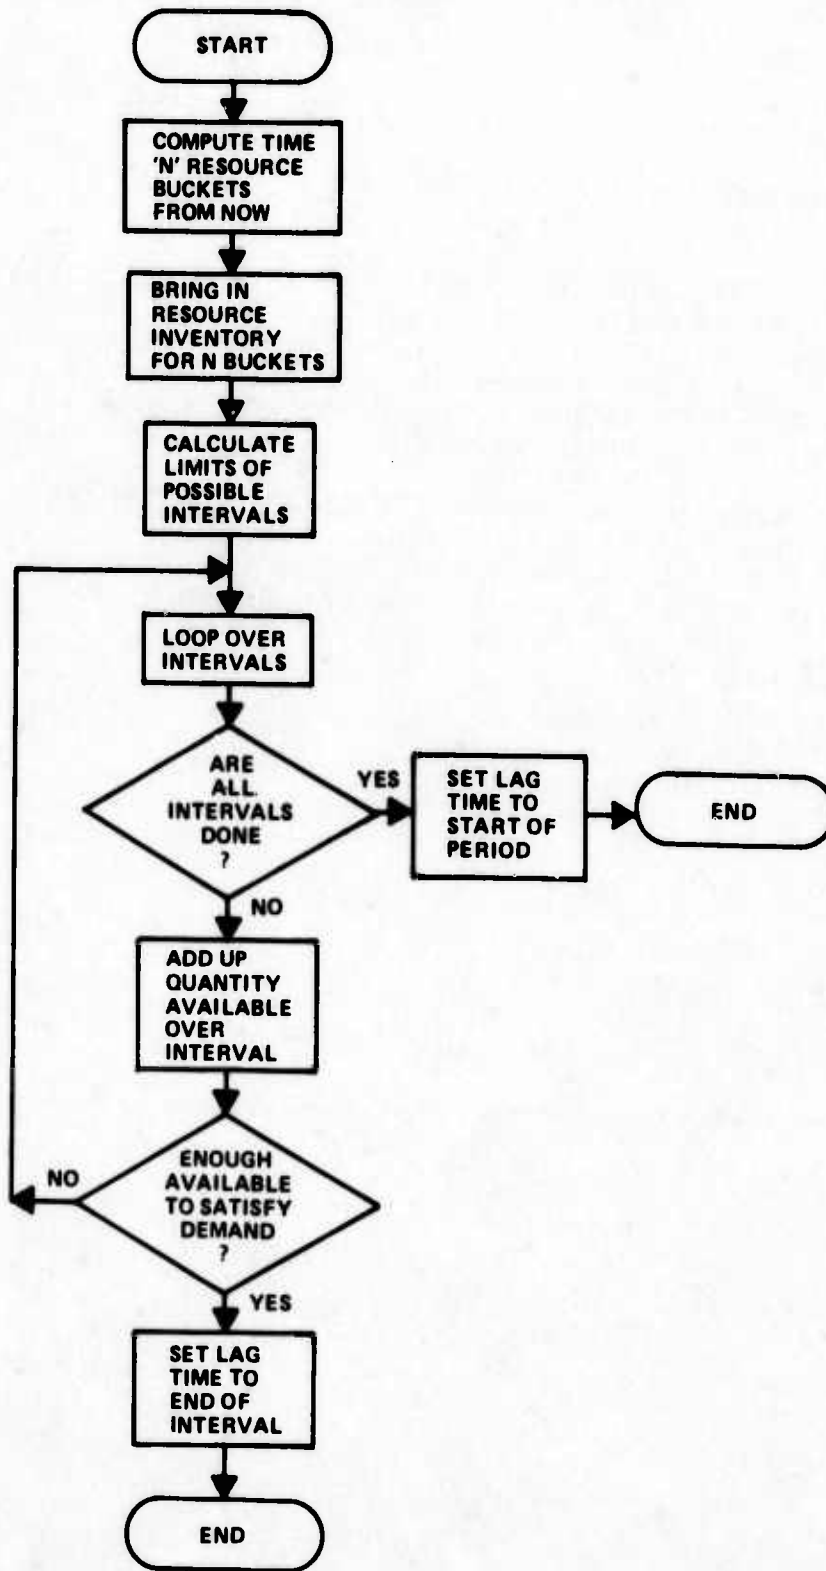 START
COMPUTE TIME
'N' RESOURCE
BUCKETS
FROM NOW
BRING IN
RESOURCE
INVENTORY
FOR N BUCKETS
CALCULATE
LIMITS OF
POSSIBLE
INTERVALS
LOOP OVER
INTERVALS
ARE
ALL
INTERVALS
DONE
?
YES
SET LAG
TIME TO
START OF
PERIOD
END
NO
ADD UP
QUANTITY
AVAILABLE
OVER
INTERVAL
NO
ENOUGH
AVAILABLE
TO SATISFY
DEMAND
?
YES
SET LAG
TIME TO
END OF
INTERVAL
END